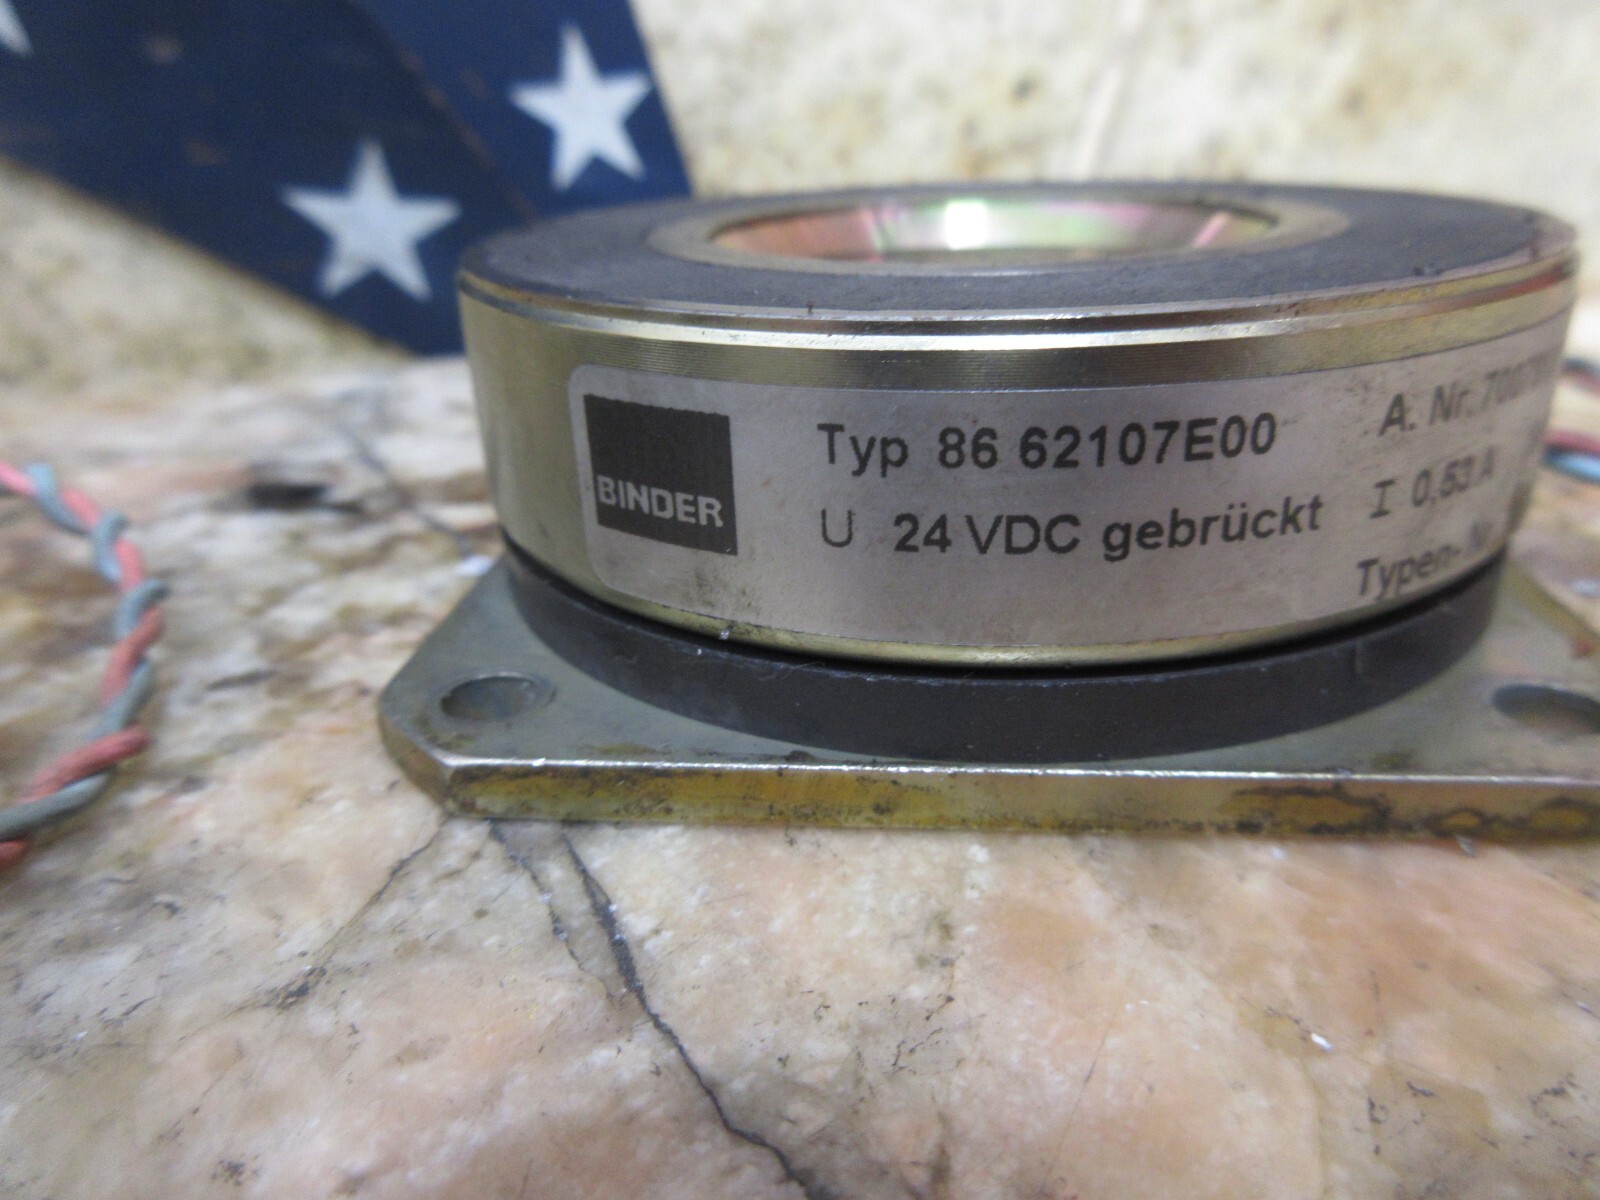 BINDER
Typ 86 62107E00
U 24 VDC gebrückt
A. Nr.
I 0,53 A
Typen-